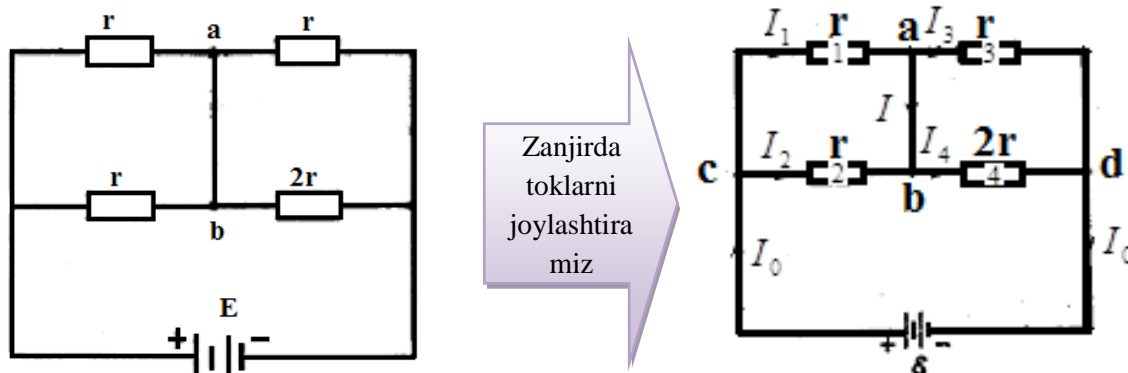 r a r
r 2r
b
E
+ −
Zanjirda
toklarni
joylashtira
miz
I₁ r a I₃ r
1 3
I
c I₂ r I₄ 2r d
2 b 4
I₀ I₀
+ −